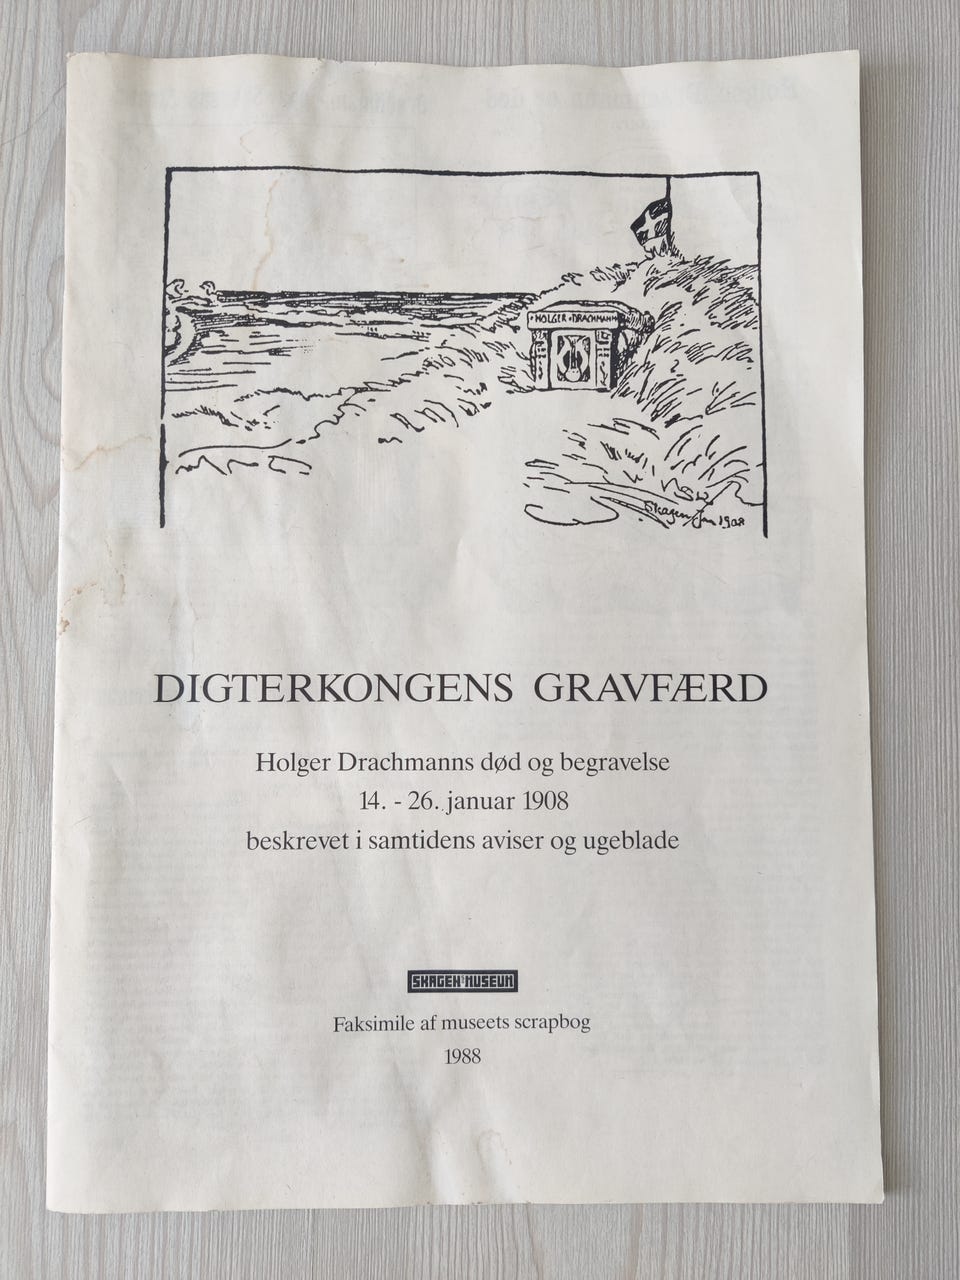 HOLGER DRACHMANN
Skagen Jan 1908
DIGTERKONGENS GRAVFÆRD
Holger Drachmanns død og begravelse
14. - 26. januar 1908
beskrevet i samtidens aviser og ugeblade
SKAGEN MUSEUM
Faksimile af museets scrapbog
1988